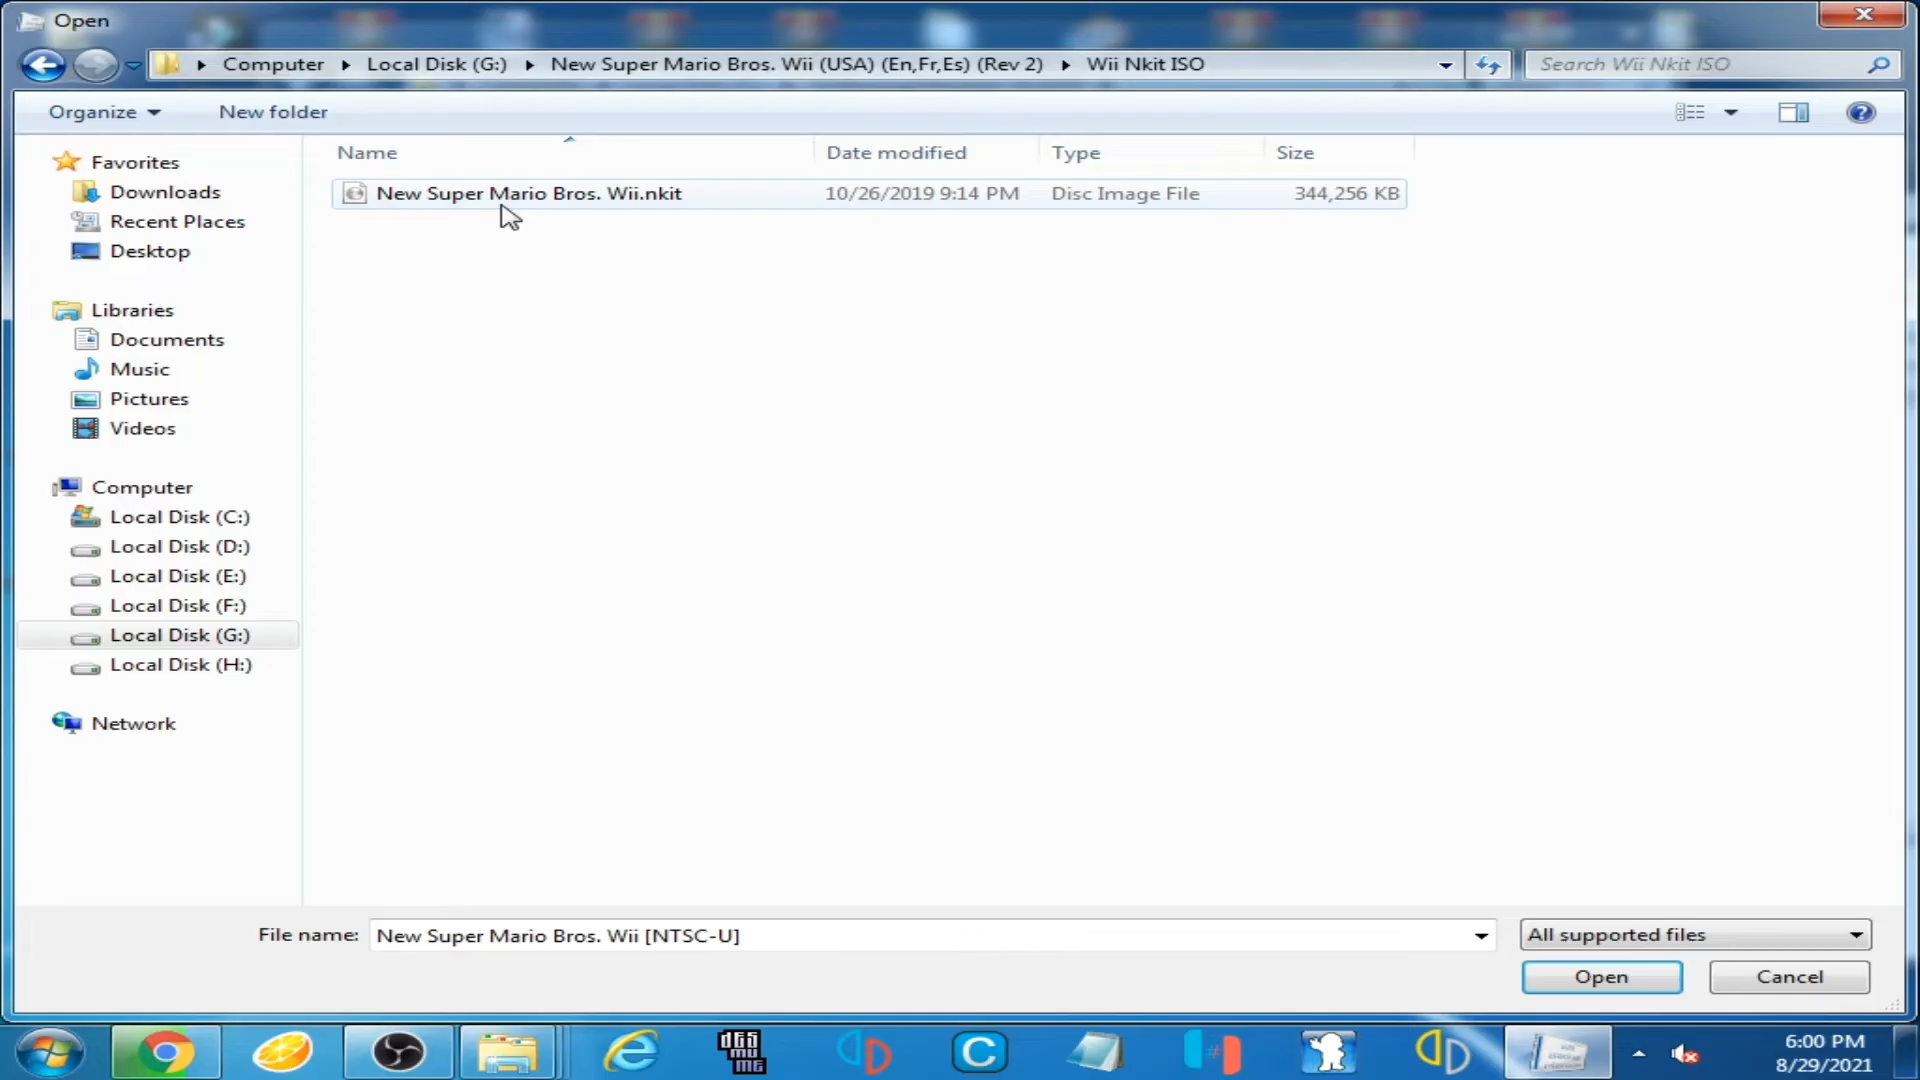 Open
Computer Local Disk (G:) New Super Mario Bros. Wii (USA) (En,Fr,Es) (Rev 2) Wii Nkit ISO Search Wii Nkit ISO
Organize New folder
Name Date modified Type Size
New Super Mario Bros. Wii.nkit 10/26/2019 9:14 PM Disc Image File 344,256 KB
Favorites
Downloads
Recent Places
Desktop
Libraries
Documents
Music
Pictures
Videos
Computer
Local Disk (C:)
Local Disk (D:)
Local Disk (E:)
Local Disk (F:)
Local Disk (G:)
Local Disk (H:)
Network
File name: New Super Mario Bros. Wii [NTSC-U] All supported files
Open Cancel
6:00 PM
8/29/2021